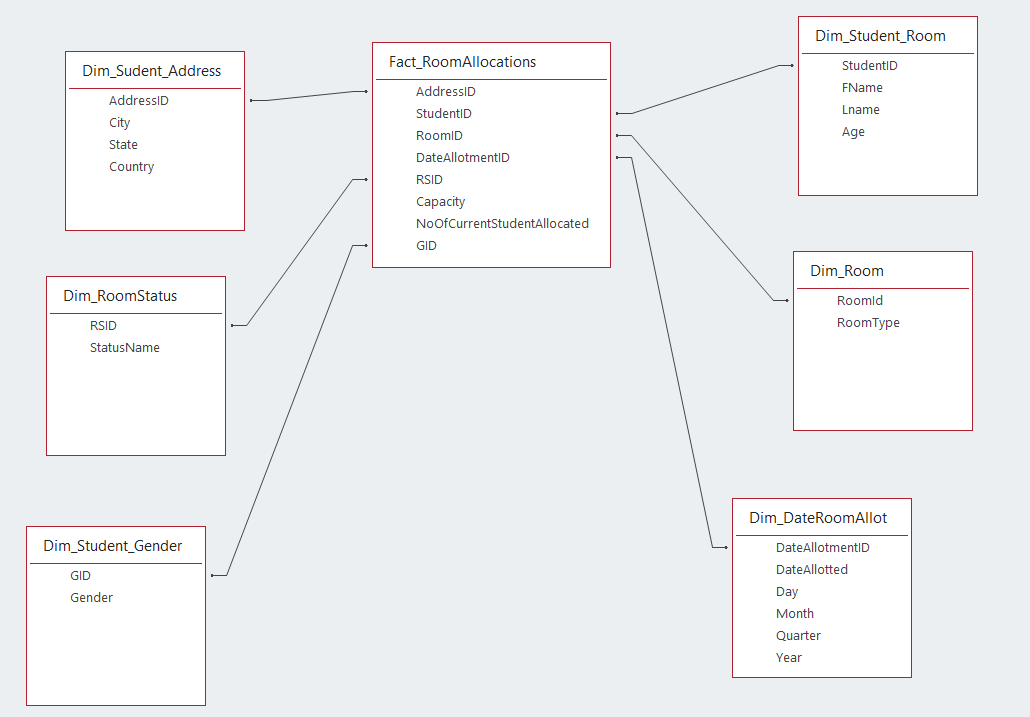 Dim_Sudent_Address
AddressID
City
State
Country
Fact_RoomAllocations
AddressID
StudentID
RoomID
DateAllotmentID
RSID
Capacity
NoOfCurrentStudentAllocated
GID
Dim_Student_Room
StudentID
FName
Lname
Age
Dim_RoomStatus
RSID
StatusName
Dim_Room
RoomId
RoomType
Dim_Student_Gender
GID
Gender
Dim_DateRoomAllot
DateAllotmentID
DateAllotted
Day
Month
Quarter
Year